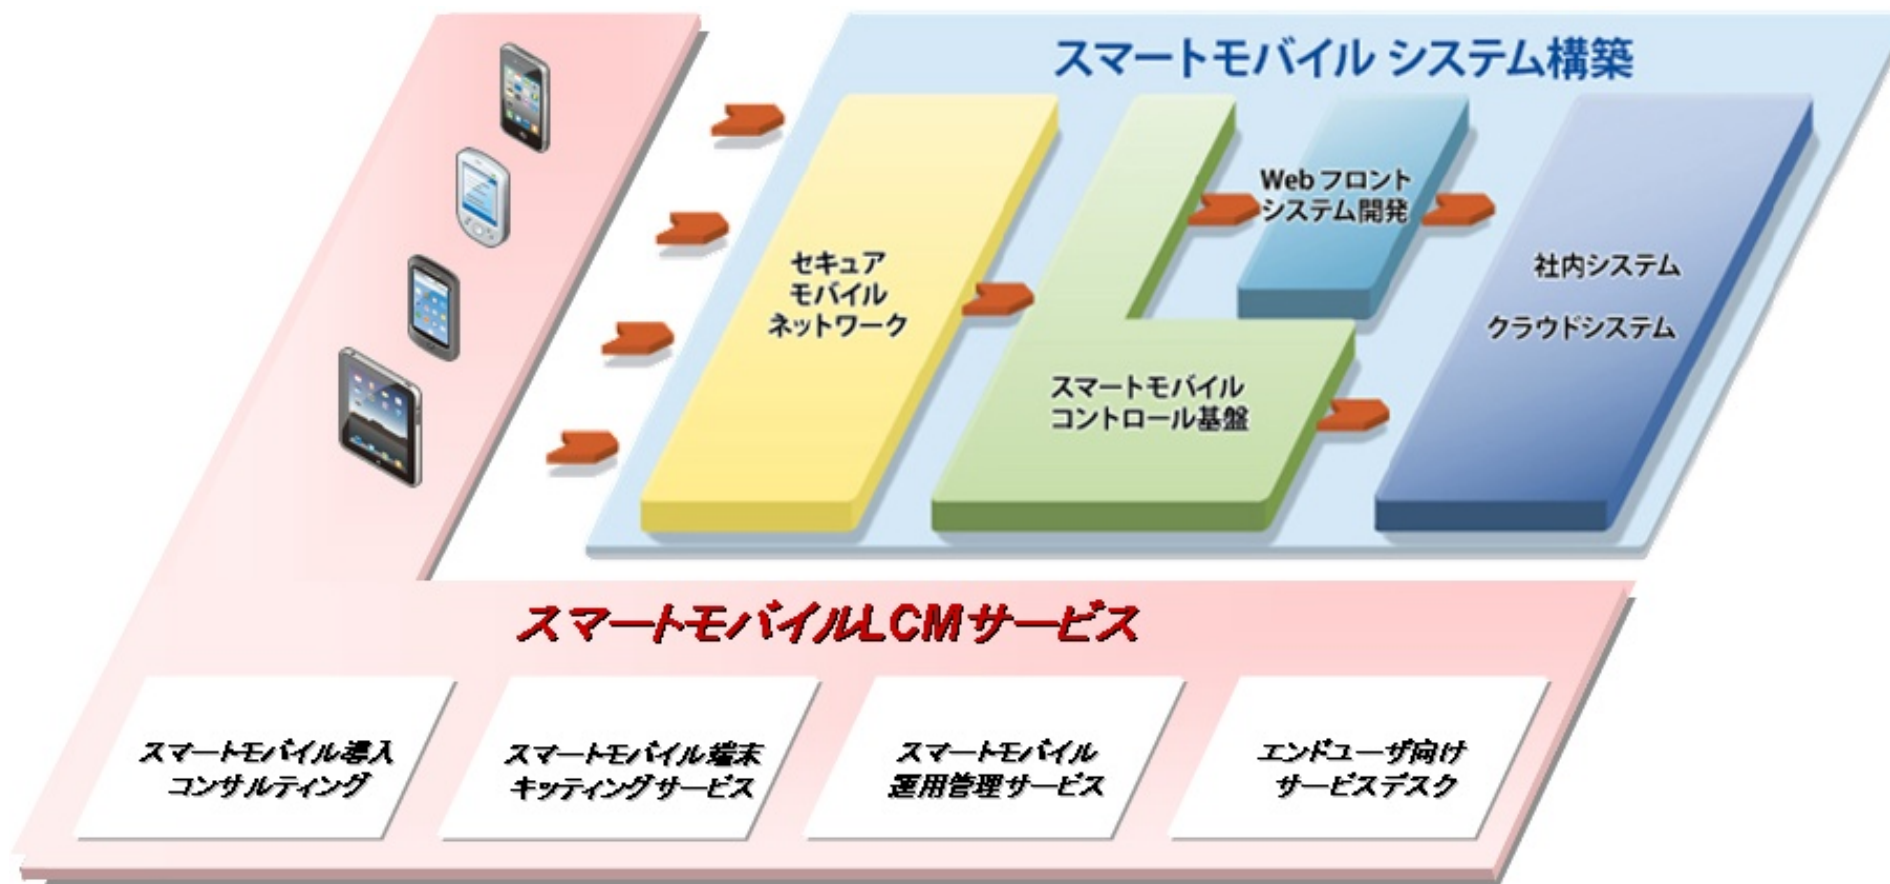 スマートモバイル システム構築
セキュア
モバイル
ネットワーク
スマートモバイル
コントロール基盤
Web フロント
システム開発
社内システム
クラウドシステム
スマートモバイルLCMサービス
スマートモバイル導入
コンサルティング
スマートモバイル端末
キッティングサービス
スマートモバイル
運用管理サービス
エンドユーザ向け
サービスデスク